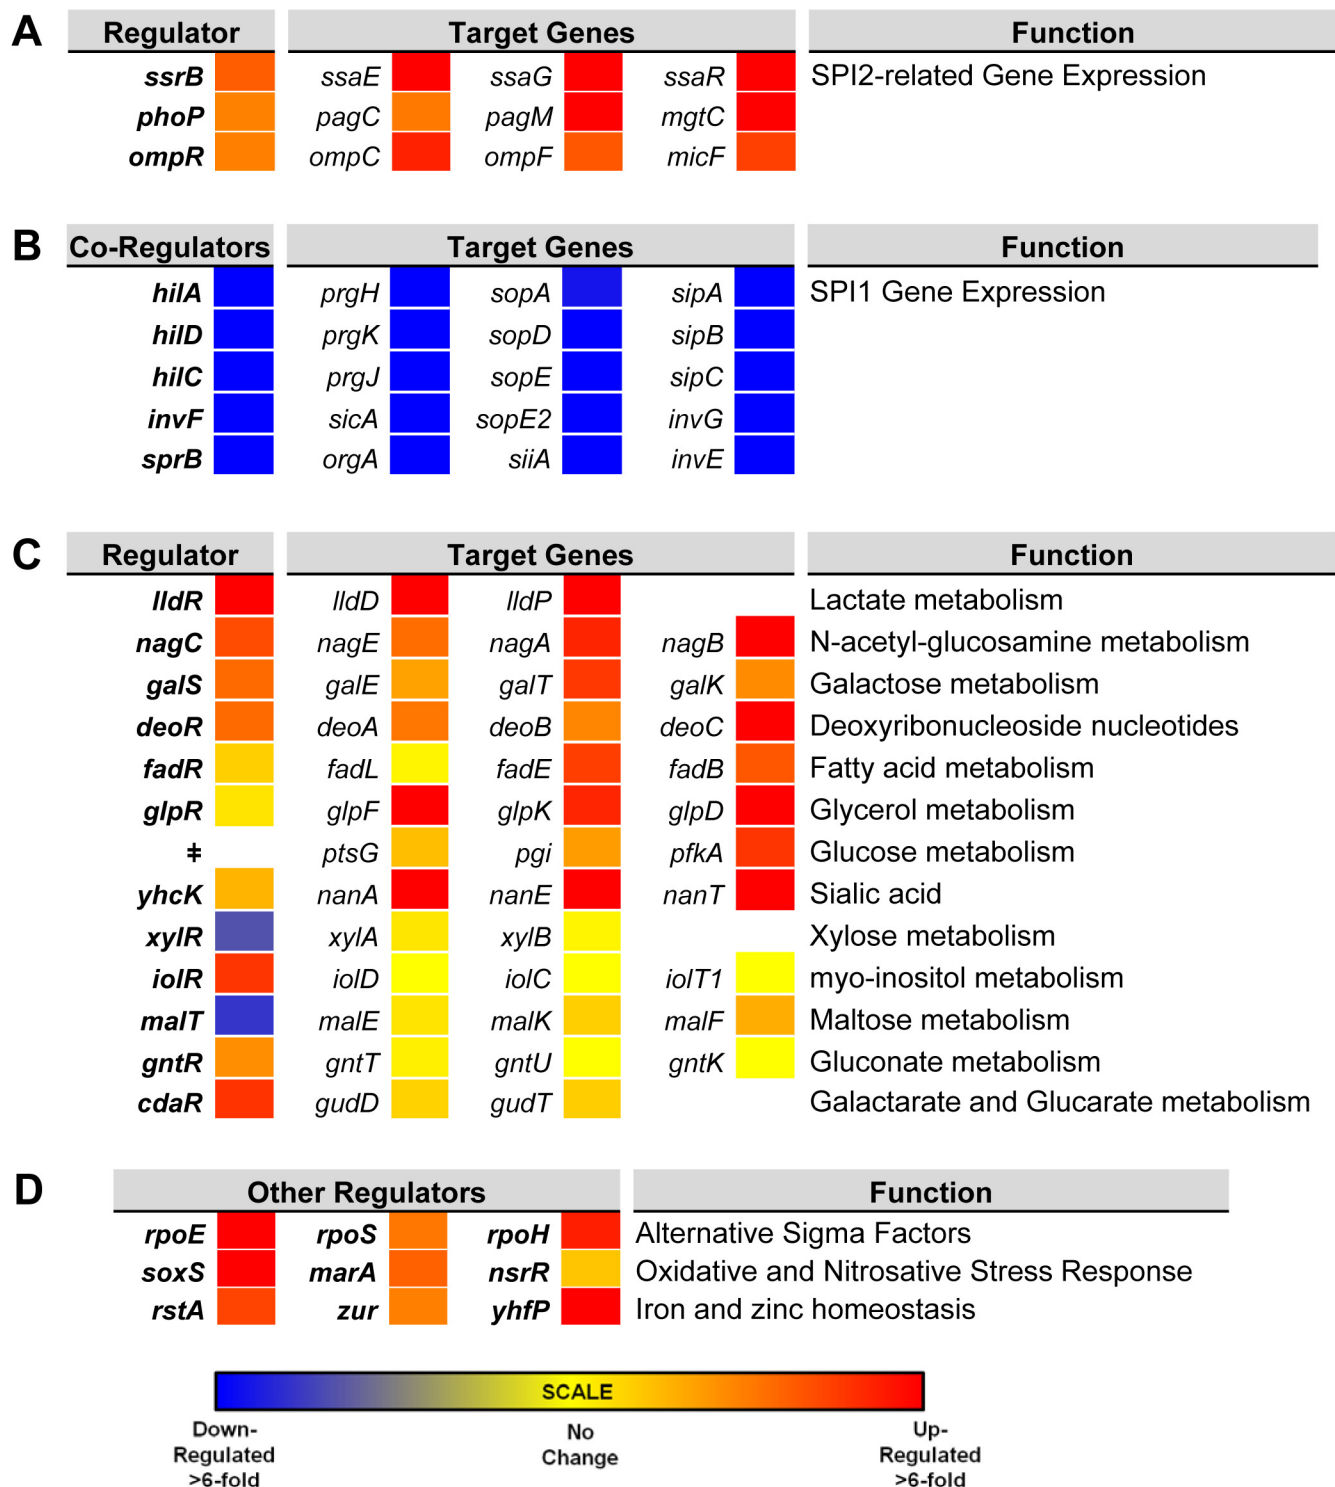 A Regulator Target Genes Function
ssrB ssaE ssaG ssaR SPI2-related Gene Expression
phoP pagC pagM mgtC
ompR ompC ompF micF
B Co-Regulators Target Genes Function
hilA prgH sopA sipA SPI1 Gene Expression
hilD prgK sopD sipB
hilC prgJ sopE sipC
invF sicA sopE2 invG
sprB orgA siiA invE
C Regulator Target Genes Function
lldR lldD lldP Lactate metabolism
nagC nagE nagA nagB N-acetyl-glucosamine metabolism
galS galE galT galK Galactose metabolism
deoR deoA deoB deoC Deoxyribonucleoside nucleotides
fadR fadL fadE fadB Fatty acid metabolism
glpR glpF glpK glpD Glycerol metabolism
ǂ ptsG pgi pfkA Glucose metabolism
yhcK nanA nanE nanT Sialic acid
xylR xylA xylB Xylose metabolism
iolR iolD iolC iolT1 myo-inositol metabolism
malT malE malK malF Maltose metabolism
gntR gntT gntU gntK Gluconate metabolism
cdaR gudD gudT Galactarate and Glucarate metabolism
D Other Regulators Function
rpoE rpoS rpoH Alternative Sigma Factors
soxS marA nsrR Oxidative and Nitrosative Stress Response
rstA zur yhfP Iron and zinc homeostasis
SCALE
Down- No Up-
Regulated Change Regulated
>6-fold >6-fold